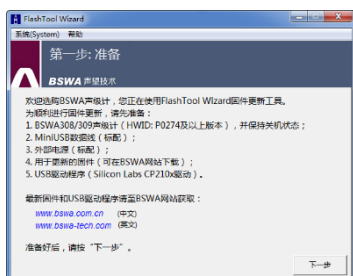 FlashTool Wizard
系统(System) 帮助
第一步: 准备
BSWA 声望技术
欢迎选购BSWA声级计，您正在使用FlashTool Wizard固件更新工具。
为顺利进行固件更新，请先准备：
1. BSWA308/309声级计（HWID: P0274及以上版本），并保持关机状态；
2. MiniUSB数据线（标配）；
3. 外部电源（标配）；
4. 用于更新的固件（可在BSWA网站下载）；
5. USB驱动程序（Silicon Labs CP210x驱动）。
最新固件和USB驱动程序请至BSWA网站获取：
www.bswa.com.cn (中文)
www.bswa-tech.com (英文)
准备好后，请按“下一步”。
下一步